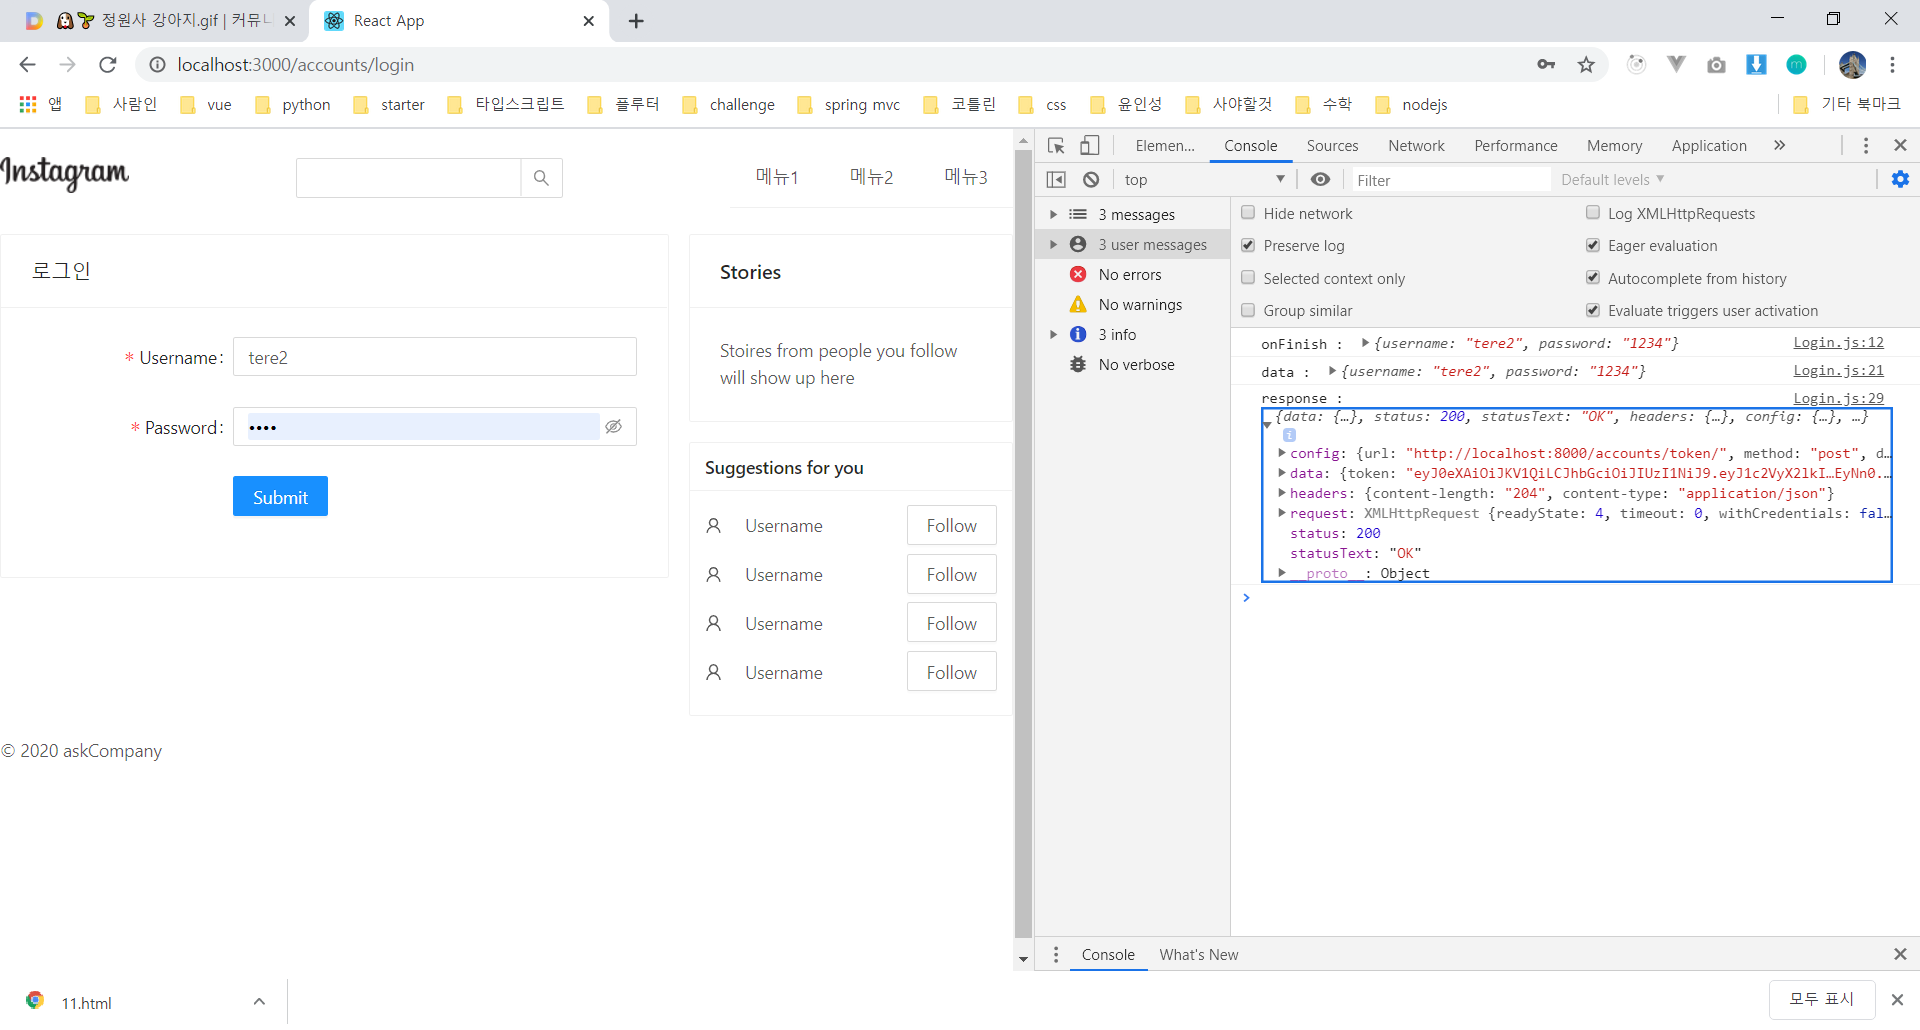 정원사 강아지.gif | 커뮤니
React App
localhost:3000/accounts/login
앱
사람인
vue
python
starter
타입스크립트
플루터
challenge
spring mvc
코틀린
css
윤인성
사야할것
수학
nodejs
기타 북마크
Instagram
메뉴1
메뉴2
메뉴3
로그인
* Username:
tere2
* Password:
••••
Submit
Stories
Stoires from people you follow
will show up here
Suggestions for you
Username
Follow
Username
Follow
Username
Follow
Username
Follow
© 2020 askCompany
Elemen...
Console
Sources
Network
Performance
Memory
Application
top
Filter
Default levels
3 messages
3 user messages
No errors
No warnings
3 info
No verbose
Hide network
Log XMLHttpRequests
Preserve log
Eager evaluation
Selected context only
Autocomplete from history
Group similar
Evaluate triggers user activation
onFinish : {username: "tere2", password: "1234"}
Login.js:12
data : {username: "tere2", password: "1234"}
Login.js:21
response :
Login.js:29
{data: {…}, status: 200, statusText: "OK", headers: {…}, config: {…}, …}
config: {url: "http://localhost:8000/accounts/token/", method: "post", d…
data: {token: "eyJ0eXAiOiJKV1QiLCJhbGciOiJIUzI1NiJ9.eyJ1c2VyX2lkI…EyNn0.…
headers: {content-length: "204", content-type: "application/json"}
request: XMLHttpRequest {readyState: 4, timeout: 0, withCredentials: fal…
status: 200
statusText: "OK"
__proto__: Object
Console
What's New
11.html
모두 표시